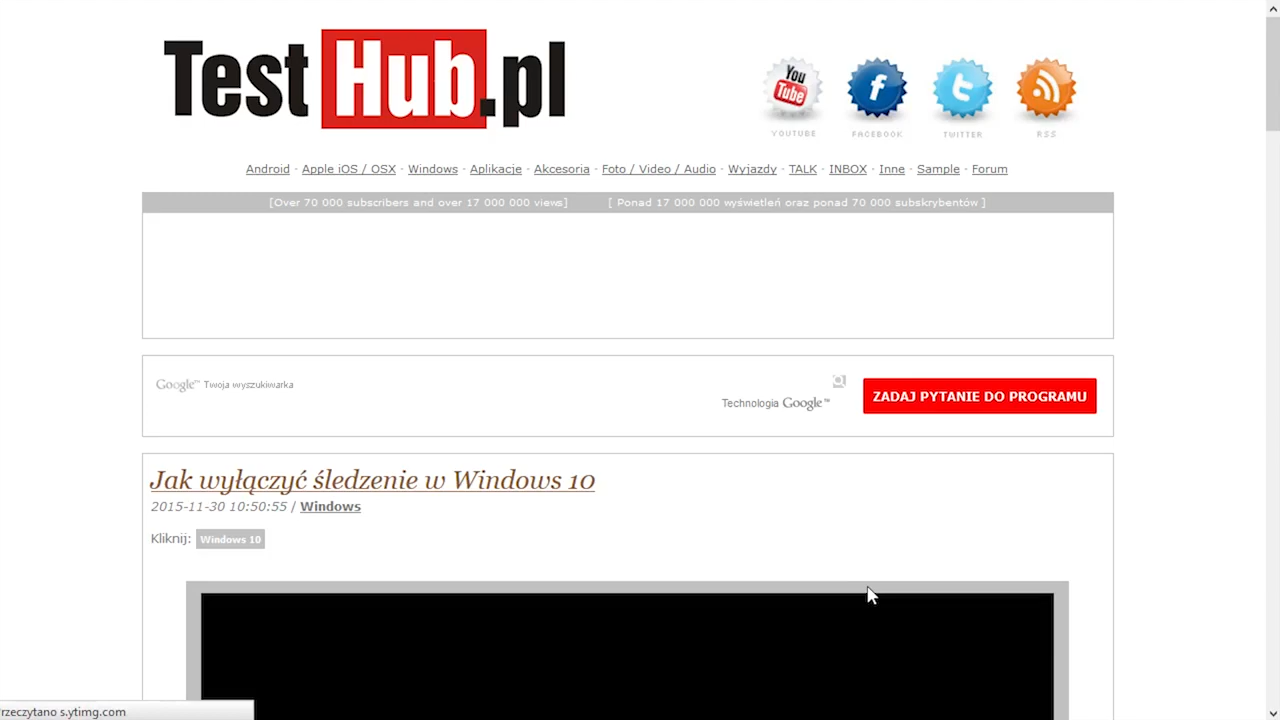 Test Hub.pl
You Tube
YOUTUBE FACEBOOK TWITTER RSS
Android · Apple iOS / OSX · Windows · Aplikacje · Akcesoria · Foto / Video / Audio · Wyjazdy · TALK · INBOX · Inne · Sample · Forum
[Over 70 000 subscribers and over 17 000 000 views] [ Ponad 17 000 000 wyświetleń oraz ponad 70 000 subskrybentów ]
Google™ Twoja wyszukiwarka
Technologia Google™
ZADAJ PYTANIE DO PROGRAMU
Jak wyłączyć śledzenie w Windows 10
2015-11-30 10:50:55 / Windows
Kliknij: Windows 10
rzeczytano s.ytimg.com